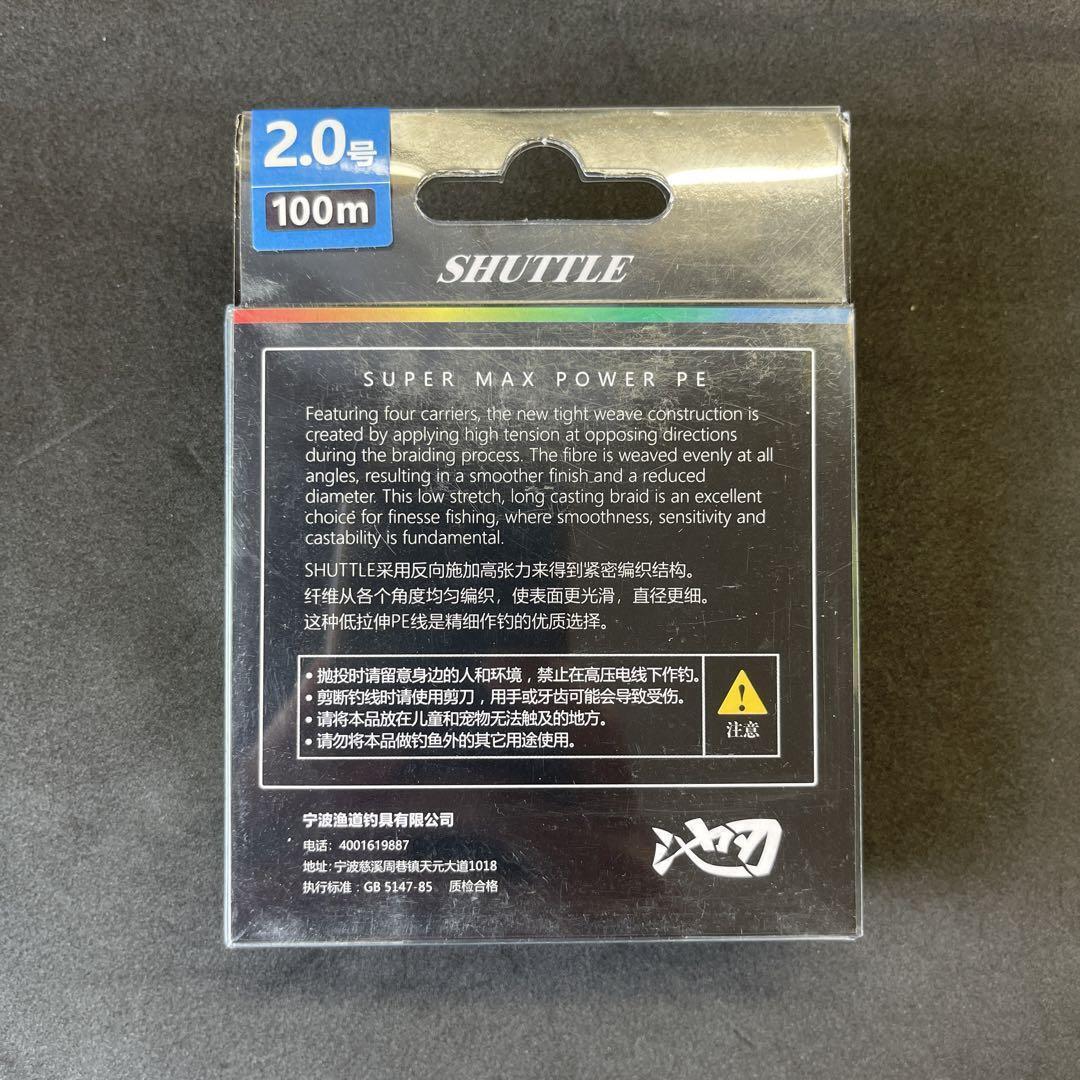 2.0号
100m
SHUTTLE
SUPER MAX POWER PE
Featuring four carriers, the new tight weave construction is
created by applying high tension at opposing directions
during the braiding process. The fibre is weaved evenly at all
angles, resulting in a smoother finish and a reduced
diameter. This low stretch, long casting braid is an excellent
choice for finesse fishing, where smoothness, sensitivity and
castability is fundamental.
SHUTTLE采用反向施加高张力来得到紧密编织结构。
纤维从各个角度均匀编织，使表面更光滑，直径更细。
这种低拉伸PE线是精细作钓的优质选择。
• 抛投时请留意身边的人和环境，禁止在高压电线下作钓。
• 剪断钓线时请使用剪刀，用手或牙齿可能会导致受伤。
• 请将本品放在儿童和宠物无法触及的地方。
• 请勿将本品做钓鱼外的其它用途使用。
注意
宁波渔道钓具有限公司
电话：4001619887
地址：宁波慈溪周巷镇天元大道1018
执行标准：GB 5147-85 质检合格